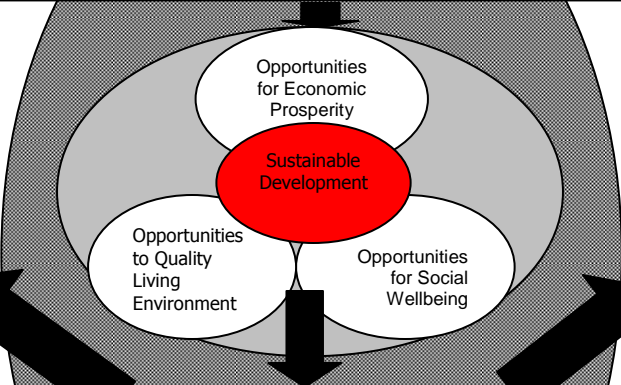 Opportunities
for Economic
Prosperity
Sustainable
Development
Opportunities
to Quality
Living
Environment
Opportunities
for Social
Wellbeing